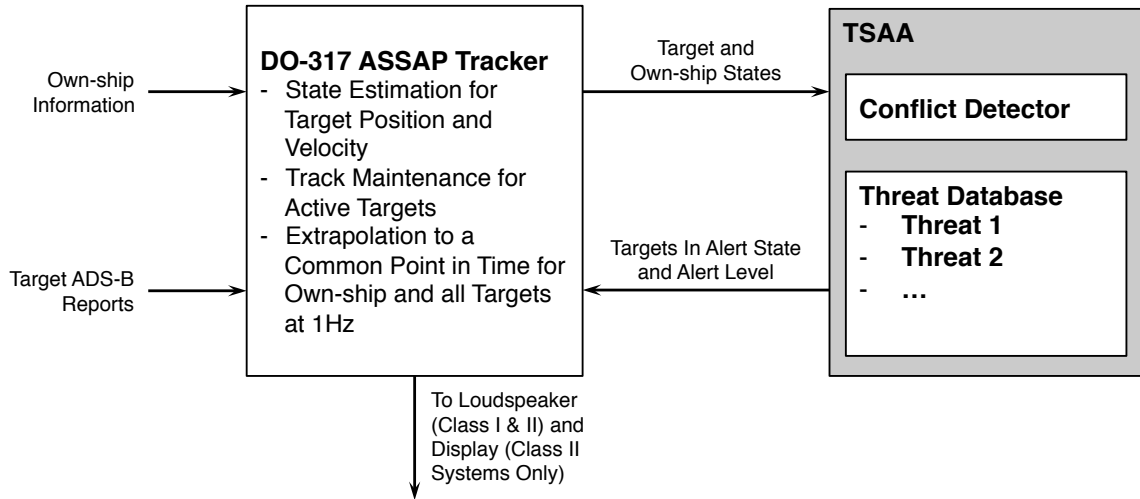 Own-ship
Information
Target ADS-B
Reports
DO-317 ASSAP Tracker
- State Estimation for
Target Position and
Velocity
- Track Maintenance for
Active Targets
- Extrapolation to a
Common Point in Time for
Own-ship and all Targets
at 1Hz
Target and
Own-ship States
Targets In Alert State
and Alert Level
TSAA
Conflict Detector
Threat Database
- Threat 1
- Threat 2
- ...
To Loudspeaker
(Class I & II) and
Display (Class II
Systems Only)